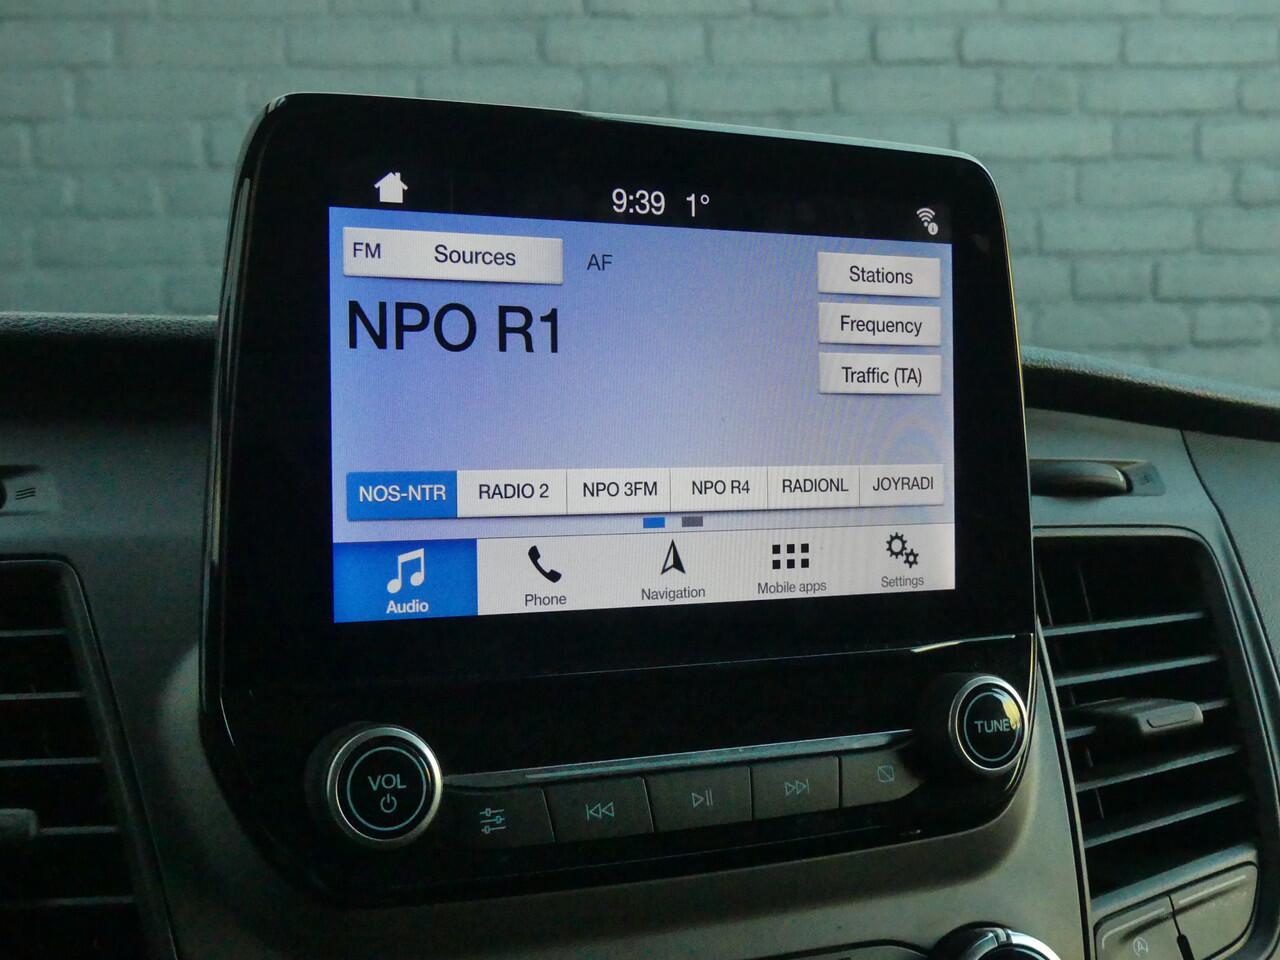 9:39 1°
FM Sources AF
Stations
NPO R1
Frequency
Traffic (TA)
NOS-NTR RADIO 2 NPO 3FM NPO R4 RADIONL JOYRADI
Audio Phone Navigation Mobile apps Settings
VOL
TUNE